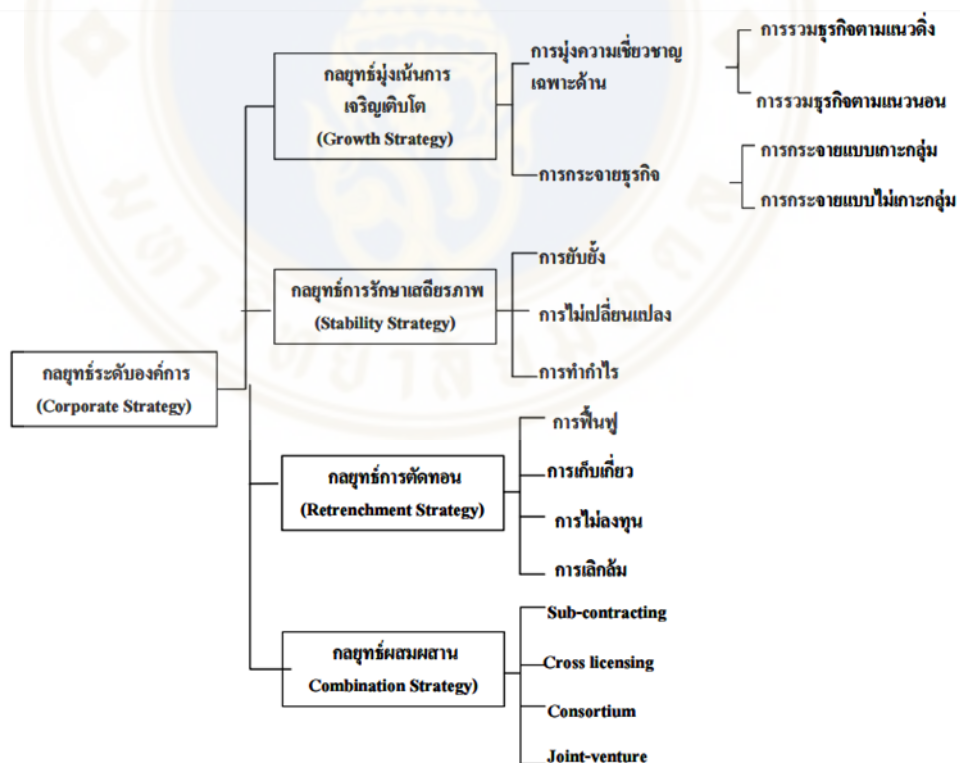 การรวมธุรกิจตามแนวดิ่ง
การมุ่งความเชี่ยวชาญ
เฉพาะด้าน
กลยุทธ์มุ่งเน้นการ
เจริญเติบโต
(Growth Strategy)
การรวมธุรกิจตามแนวนอน
การกระจายแบบเกาะกลุ่ม
การกระจายธุรกิจ
การกระจายแบบไม่เกาะกลุ่ม
การยับยั้ง
กลยุทธ์การรักษาเสถียรภาพ
(Stability Strategy)
การไม่เปลี่ยนแปลง
การทำกำไร
กลยุทธ์ระดับองค์การ
(Corporate Strategy)
การฟื้นฟู
การเก็บเกี่ยว
กลยุทธ์การตัดทอน
(Retrenchment Strategy)
การไม่ลงทุน
การเลิกล้ม
Sub-contracting
กลยุทธ์ผสมผสาน
Combination Strategy)
Cross licensing
Consortium
Joint-venture
มหาวิทยาลัยมหิดล